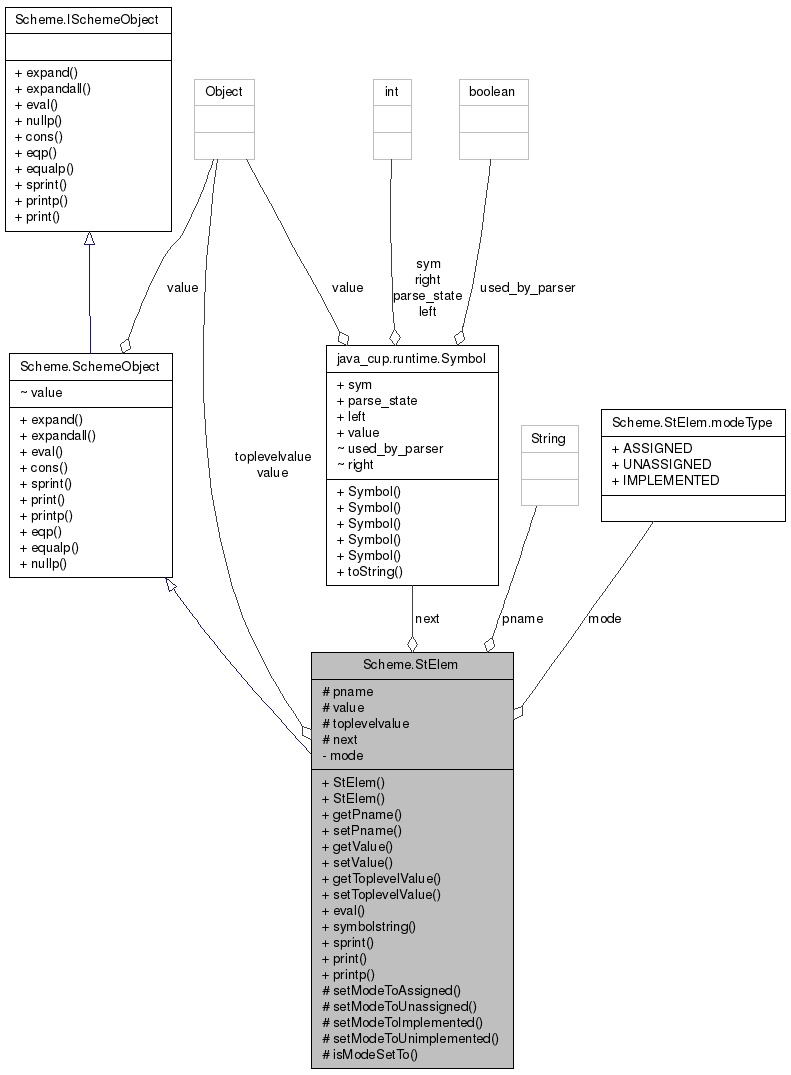 Scheme.ISchemeObject
+ expand()
+ expandall()
+ eval()
+ nullp()
+ cons()
+ eqp()
+ equalp()
+ sprint()
+ printp()
+ print()
Object
int
boolean
value
value
sym
right
parse_state
left
used_by_parser
Scheme.SchemeObject
~ value
+ expand()
+ expandall()
+ eval()
+ cons()
+ sprint()
+ print()
+ printp()
+ eqp()
+ equalp()
+ nullp()
toplevelvalue
value
java_cup.runtime.Symbol
+ sym
+ parse_state
+ left
+ value
~ used_by_parser
~ right
+ Symbol()
+ Symbol()
+ Symbol()
+ Symbol()
+ Symbol()
+ toString()
String
Scheme.StElem.modeType
+ ASSIGNED
+ UNASSIGNED
+ IMPLEMENTED
next
pname
mode
Scheme.StElem
# pname
# value
# toplevelvalue
# next
- mode
+ StElem()
+ StElem()
+ getPname()
+ setPname()
+ getValue()
+ setValue()
+ getToplevelValue()
+ setToplevelValue()
+ eval()
+ symbolstring()
+ sprint()
+ print()
+ printp()
# setModeToAssigned()
# setModeToUnassigned()
# setModeToImplemented()
# setModeToUnimplemented()
# isModeSetTo()